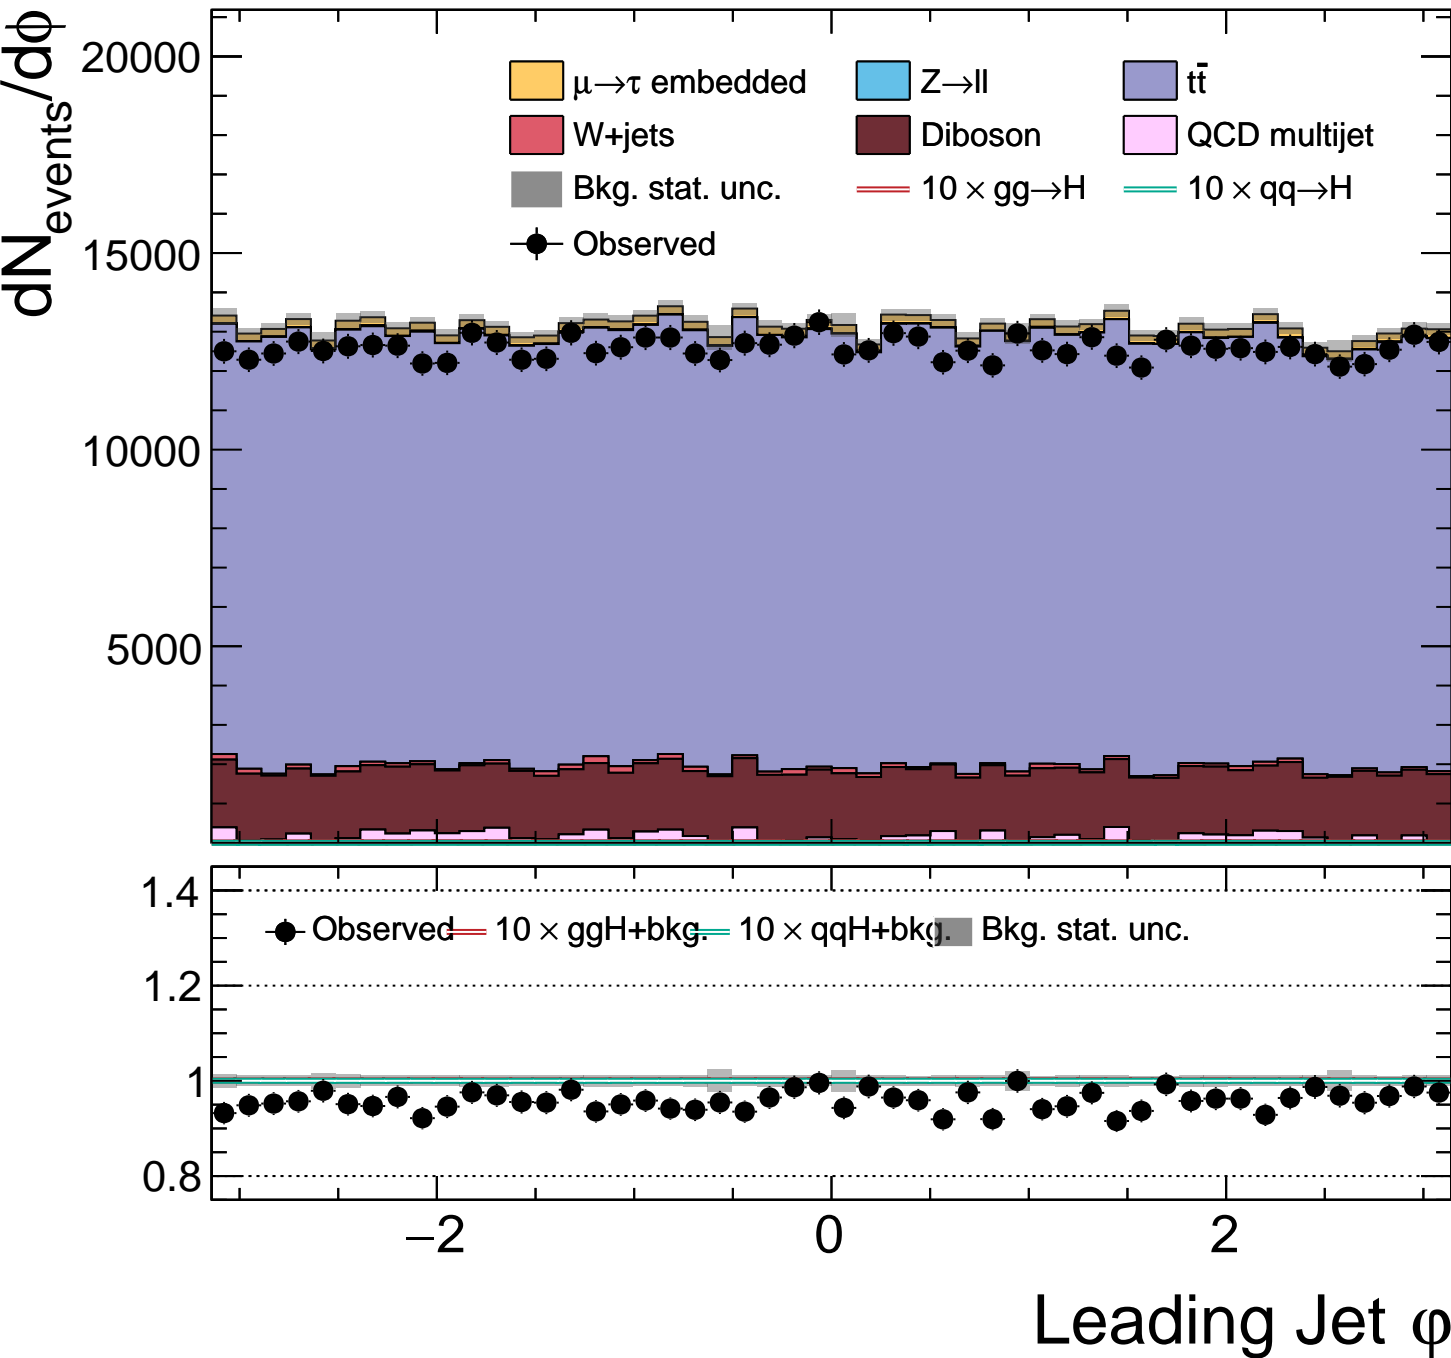 dN_events/dϕ
20000
15000
10000
5000
μ→τ embedded Z→ll tt̄
W+jets Diboson QCD multijet
Bkg. stat. unc. 10 × gg→H 10 × qq→H
Observed
1.4
1.2
1
0.8
Observed 10 × ggH+bkg. 10 × qqH+bkg. Bkg. stat. unc.
−2 0 2
Leading Jet φ